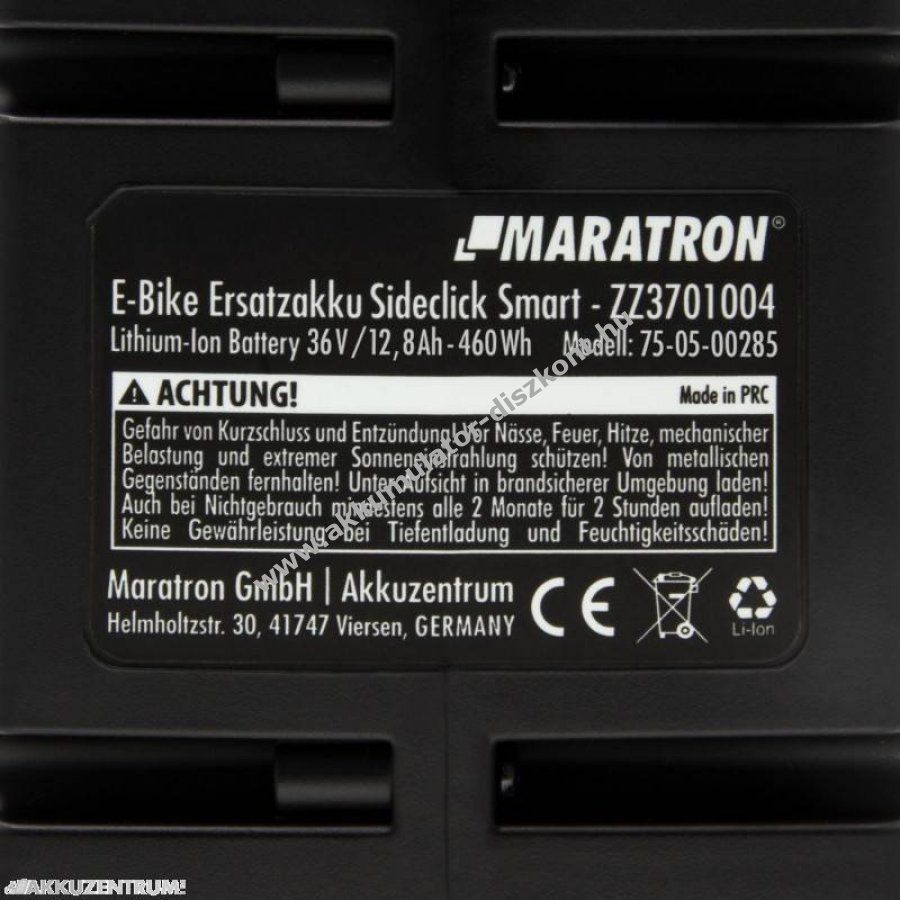 MARATRON®
E-Bike Ersatzakku Sideclick Smart - ZZ3701004
Lithium-Ion Battery 36V/12,8Ah - 460Wh Modell: 75-05-00285
ACHTUNG! Made in PRC
Gefahr von Kurzschluss und Entzündung! Vor Nässe, Feuer, Hitze, mechanischer
Belastung und extremer Sonneneinstrahlung schützen! Von metallischen
Gegenständen fernhalten! Unter Aufsicht in brandsicherer Umgebung laden!
Auch bei Nichtgebrauch mindestens alle 2 Monate für 2 Stunden aufladen!
Keine Gewährleistung bei Tiefentladung und Feuchtigkeitsschäden!
Maratron GmbH | Akkuzentrum
Helmholtzstr. 30, 41747 Viersen, GERMANY
CE
Li-Ion
www.akkumulator-diszkont.hu
AKKUZENTRUM!